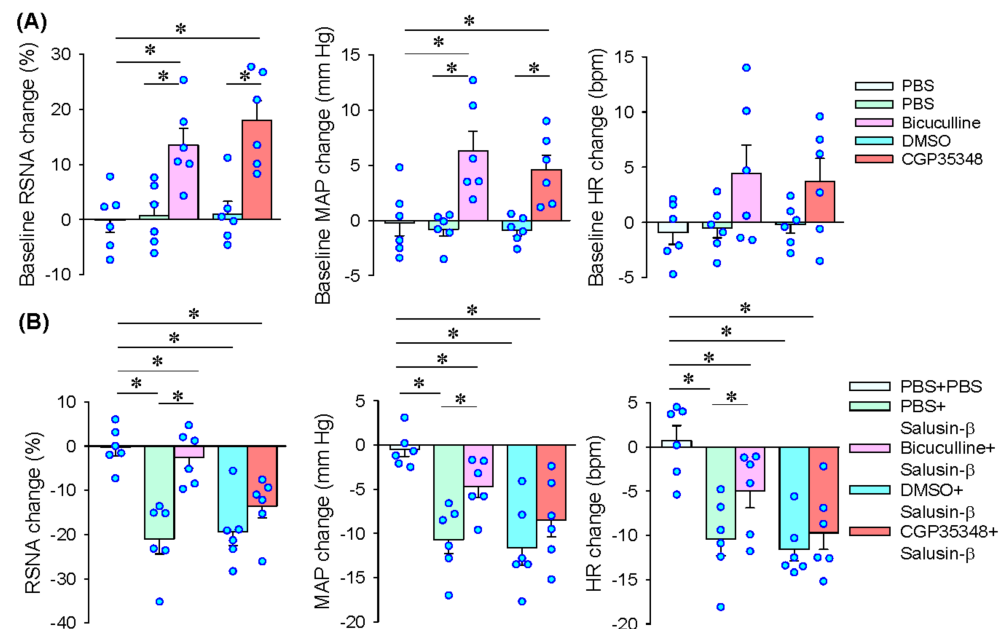 (A)
*
*
*
*
Baseline RSNA change (%)
30
20
10
0
-10
*
*
*
*
Baseline MAP change (mm Hg)
15
10
5
0
-5
Baseline HR change (bpm)
15
10
5
0
-5
PBS
PBS
Bicuculline
DMSO
CGP35348
(B)
*
*
*
*
*
RSNA change (%)
10
0
-10
-20
-30
-40
*
*
*
*
*
MAP change (mm Hg)
5
0
-5
-10
-15
-20
*
*
*
*
*
HR change (bpm)
5
0
-5
-10
-15
-20
PBS+PBS
PBS+
Salusin-β
Bicuculline+
Salusin-β
DMSO+
Salusin-β
CGP35348+
Salusin-β